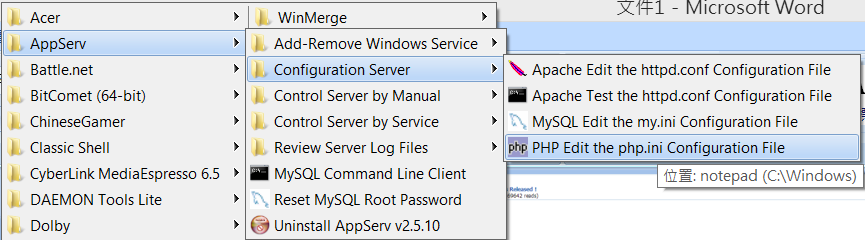 文件1 - Microsoft Word
Acer
AppServ
Battle.net
BitComet (64-bit)
ChineseGamer
Classic Shell
CyberLink MediaEspresso 6.5
DAEMON Tools Lite
Dolby
WinMerge
Add-Remove Windows Service
Configuration Server
Control Server by Manual
Control Server by Service
Review Server Log Files
MySQL Command Line Client
Reset MySQL Root Password
Uninstall AppServ v2.5.10
Apache Edit the httpd.conf Configuration File
Apache Test the httpd.conf Configuration File
MySQL Edit the my.ini Configuration File
php PHP Edit the php.ini Configuration File
位置: notepad (C:\Windows)
Released !
69642 reads)